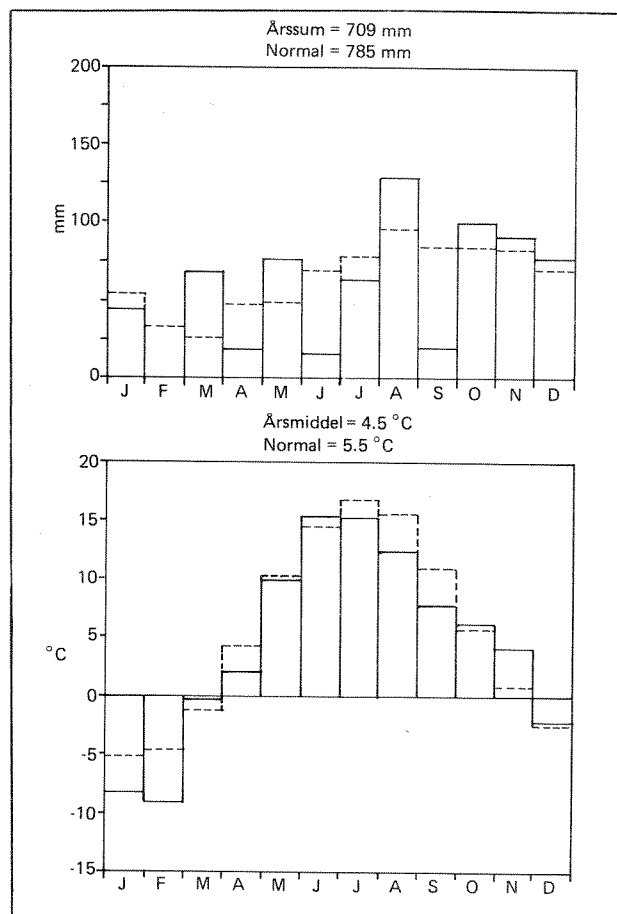 Årssum = 709 mm
Normal = 785 mm
200
150
100
50
0
mm
J F M A M J J A S O N D
Årsmiddel = 4.5 °C
Normal = 5.5 °C
20
15
10
5
0
-5
-10
-15
°C
J F M A M J J A S O N D